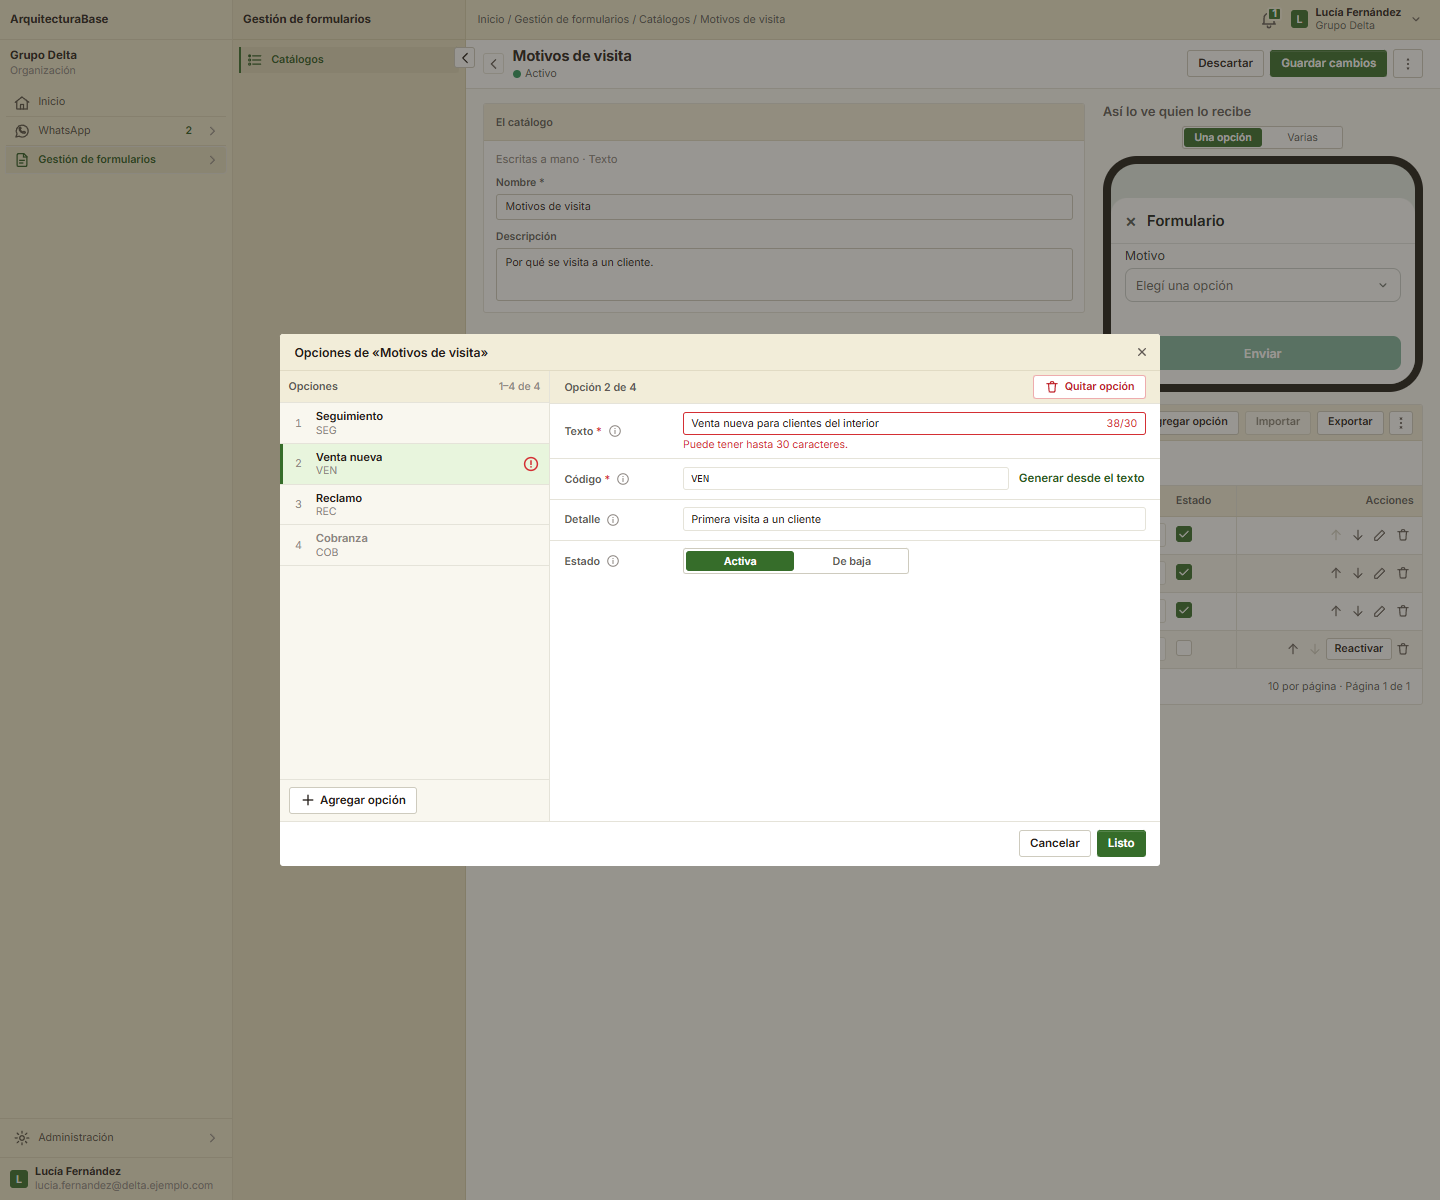 ArquitecturaBase
Grupo Delta
Organización
Inicio
WhatsApp 2
Gestión de formularios
Administración
L Lucía Fernández
lucia.fernandez@delta.ejemplo.com
Gestión de formularios
Catálogos
Inicio / Gestión de formularios / Catálogos / Motivos de visita
1
L Lucía Fernández
Grupo Delta
Motivos de visita
Activo
Descartar Guardar cambios
El catálogo
Escritas a mano · Texto
Nombre *
Motivos de visita
Descripción
Por qué se visita a un cliente.
Así lo ve quien lo recibe
Una opción Varias
Formulario
Motivo
Elegí una opción
Enviar
gregar opción Importar Exportar
Estado Acciones
Reactivar
10 por página · Página 1 de 1
Opciones de «Motivos de visita»
Opciones 1–4 de 4
1 Seguimiento
SEG
2 Venta nueva
VEN
3 Reclamo
REC
4 Cobranza
COB
Agregar opción
Opción 2 de 4 Quitar opción
Texto * Venta nueva para clientes del interior 38/30
Puede tener hasta 30 caracteres.
Código * VEN Generar desde el texto
Detalle Primera visita a un cliente
Estado Activa De baja
Cancelar Listo